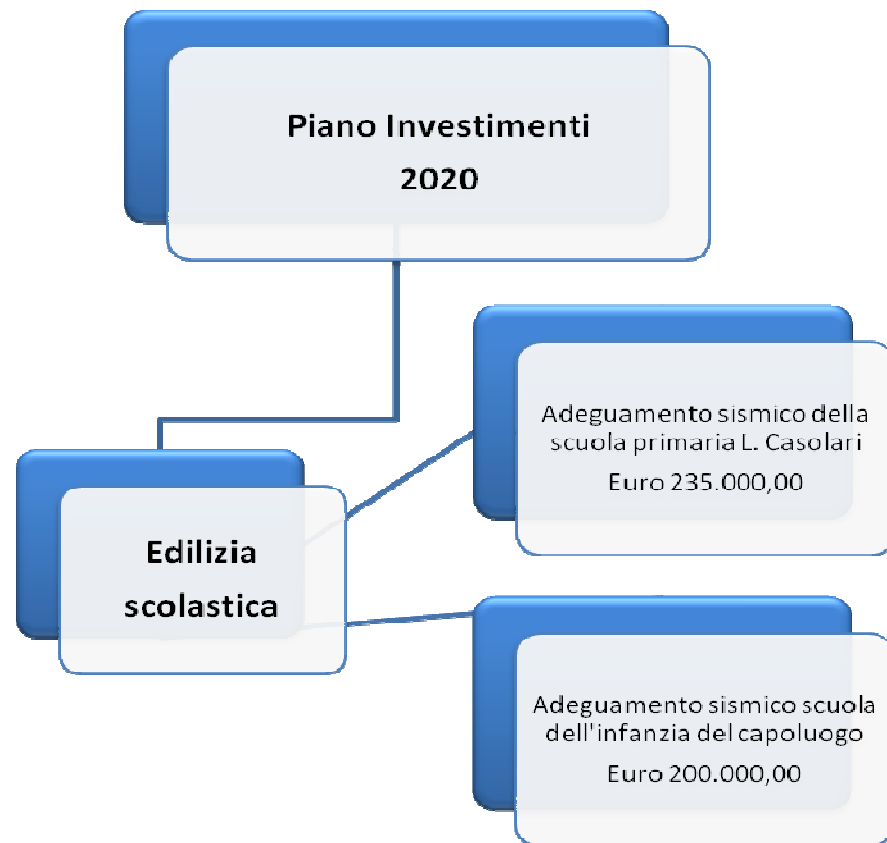 Piano Investimenti
2020
Adeguamento sismico della
scuola primaria L. Casolari
Euro 235.000,00
Edilizia
scolastica
Adeguamento sismico scuola
dell'infanzia del capoluogo
Euro 200.000,00